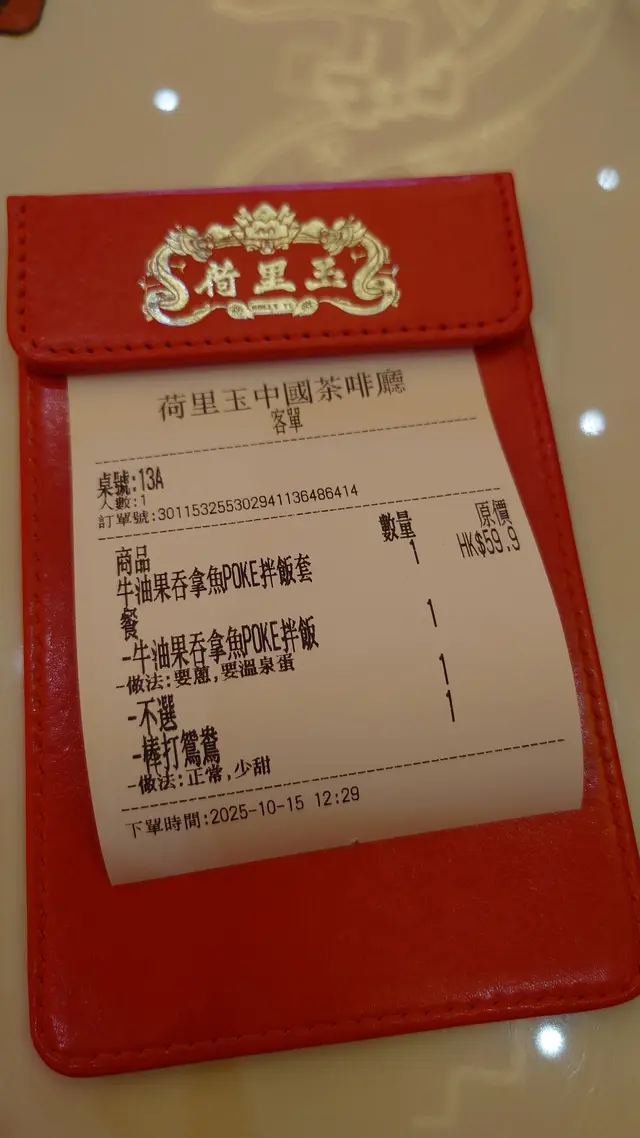 荷里玉
HOLLY YU
荷里玉中國茶啡廳
客單
桌號:13A
人數:1
訂單號:301153255302941136486414
商品 數量 原價
牛油果吞拿魚POKE拌飯套餐 1 HK$59.9
-牛油果吞拿魚POKE拌飯 1
-做法:要蔥,要溫泉蛋
-不選 1
-棒打鴛鴦 1
-做法:正常,少甜
下單時間:2025-10-15 12:29